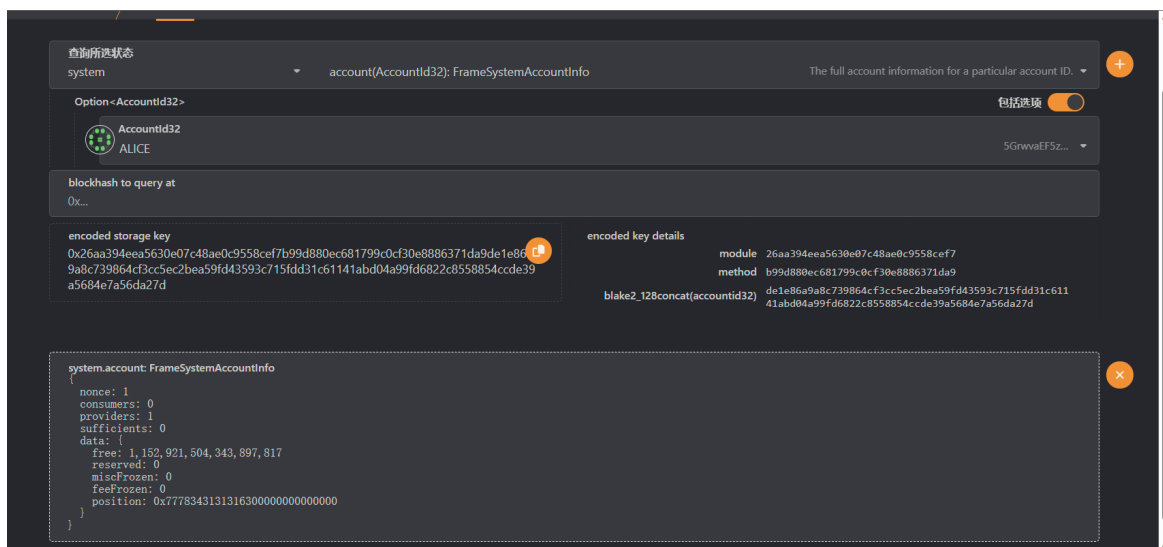 查询所选状态
system
account(AccountId32): FrameSystemAccountInfo
The full account information for a particular account ID.
Option<AccountId32>
包括选项
AccountId32
ALICE
5GrwvaEF5z...
blockhash to query at
0x...
encoded storage key
0x26aa394eea5630e07c48ae0c9558cef7b99d880ec681799c0cf30e8886371da9de1e86
9a8c739864cf3cc5ec2bea59fd43593c715fdd31c61141abd04a99fd6822c8558854ccde39
a5684e7a56da27d
encoded key details
module 26aa394eea5630e07c48ae0c9558cef7
method b99d880ec681799c0cf30e8886371da9
blake2_128concat(accountid32) de1e86a9a8c739864cf3cc5ec2bea59fd43593c715fdd31c611
41abd04a99fd6822c8558854ccde39a5684e7a56da27d
system.account: FrameSystemAccountInfo
{
nonce: 1
consumers: 0
providers: 1
sufficients: 0
data: {
free: 1,152,921,504,343,897,817
reserved: 0
miscFrozen: 0
feeFrozen: 0
position: 0x77783431313163000000000000000
}
}